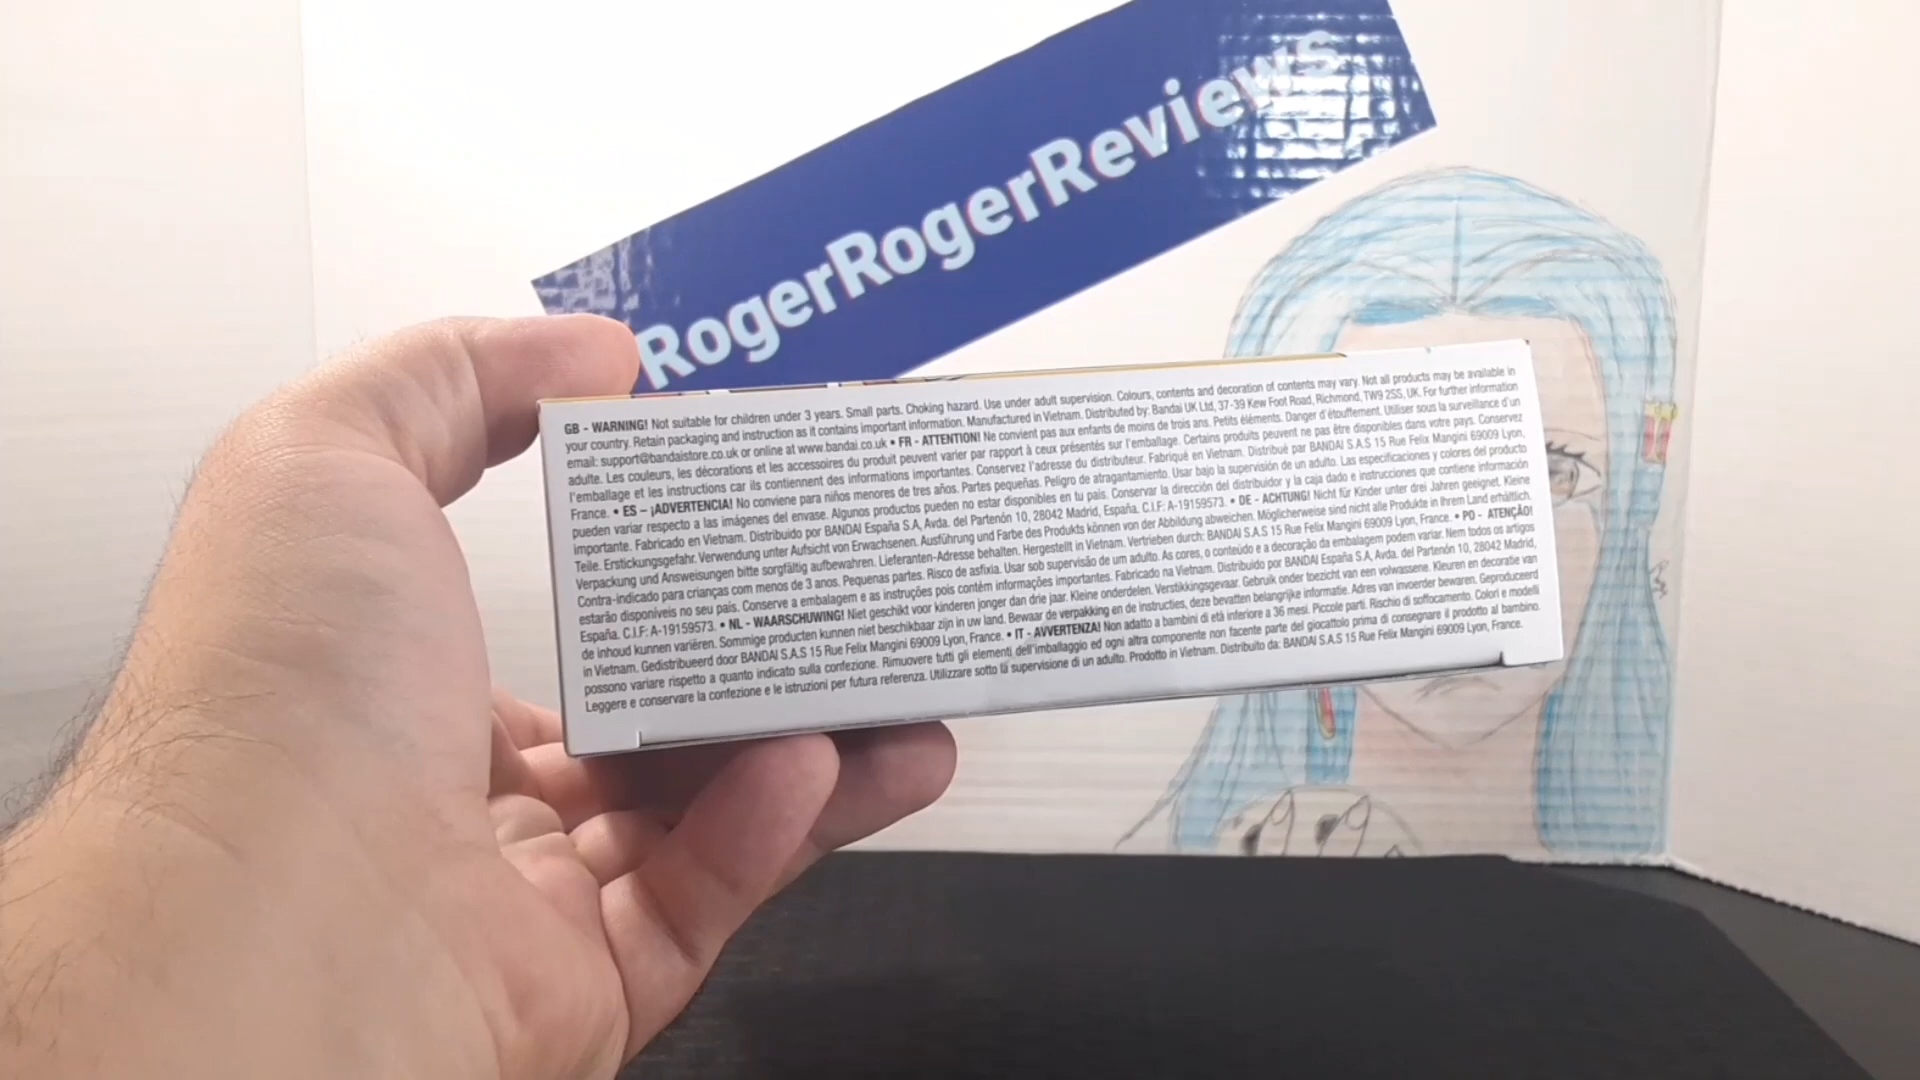 RogerRogerReviews
GB - WARNING! Not suitable for children under 3 years. Small parts. Choking hazard. Use under adult supervision. Colours, contents and decoration of contents may vary. Not all products may be available in
your country. Retain packaging and instruction as it contains important information. Manufactured in Vietnam. Distributed by: Bandai UK Ltd, 37-39 Kew Foot Road, Richmond, TW9 2SS, UK. For further information
email: support@bandaistore.co.uk or online at www.bandai.co.uk • FR - ATTENTION! Ne convient pas aux enfants de moins de trois ans. Petits éléments. Danger d'étouffement. Utiliser sous la surveillance d'un
adulte. Les couleurs, les décorations et les accessoires du produit peuvent varier par rapport à ceux présentés sur l'emballage. Certains produits peuvent ne pas être disponibles dans votre pays. Conservez
l'emballage et les instructions car ils contiennent des informations importantes. Conservez l'adresse du distributeur. Fabriqué en Vietnam. Distribué par BANDAI S.A.S 15 Rue Felix Mangini 69009 Lyon,
France. • ES – ¡ADVERTENCIA! No conviene para niños menores de tres años. Partes pequeñas. Peligro de atragantamiento. Usar bajo la supervisión de un adulto. Las especificaciones y colores del producto
pueden variar respecto a las imágenes del envase. Algunos productos pueden no estar disponibles en tu país. Conservar la dirección del distribuidor y la caja dado e instrucciones que contiene información
importante. Fabricado en Vietnam. Distribuido por BANDAI España S.A, Avda. del Partenón 10, 28042 Madrid, España. C.I.F: A-19159573. • DE - ACHTUNG! Nicht für Kinder unter drei Jahren geeignet. Kleine
Teile. Erstickungsgefahr. Verwendung unter Aufsicht von Erwachsenen. Ausführung und Farbe des Produkts können von der Abbildung abweichen. Möglicherweise sind nicht alle Produkte in Ihrem Land erhältlich.
Verpackung und Anweisungen bitte sorgfältig aufbewahren. Lieferanten-Adresse behalten. Hergestellt in Vietnam. Vertrieben durch: BANDAI S.A.S 15 Rue Felix Mangini 69009 Lyon, France. • PO - ATENÇÃO!
Contra-indicado para crianças com menos de 3 anos. Pequenas partes. Risco de asfixia. Usar sob supervisão de um adulto. As cores, o conteúdo e a decoração da embalagem podem variar. Nem todos os artigos
estarão disponíveis no seu país. Conserve a embalagem e as instruções pois contêm informações importantes. Fabricado na Vietnam. Distribuido por BANDAI España S.A, Avda. del Partenón 10, 28042 Madrid,
España. C.I.F: A-19159573. • NL - WAARSCHUWING! Niet geschikt voor kinderen jonger dan drie jaar. Kleine onderdelen. Verstikkingsgevaar. Gebruik onder toezicht van een volwassene. Kleuren en decoratie van
de inhoud kunnen variëren. Sommige producten kunnen niet beschikbaar zijn in uw land. Bewaar de verpakking en de instructies, deze bevatten belangrijke informatie. Adres van invoerder bewaren. Geproduceerd
in Vietnam. Gedistribueerd door BANDAI S.A.S 15 Rue Felix Mangini 69009 Lyon, France. • IT - AVVERTENZA! Non adatto a bambini di età inferiore a 36 mesi. Piccole parti. Rischio di soffocamento. Colori e modelli
possono variare rispetto a quanto indicato sulla confezione. Rimuovere tutti gli elementi dell'imballaggio ed ogni altra componente non facente parte del giocattolo prima di consegnare il prodotto al bambino.
Leggere e conservare la confezione e le istruzioni per futura referenza. Utilizzare sotto la supervisione di un adulto. Prodotto in Vietnam. Distribuito da: BANDAI S.A.S 15 Rue Felix Mangini 69009 Lyon, France.